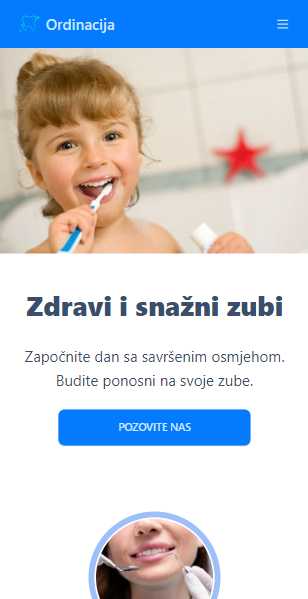 Ordinacija
Zdravi i snažni zubi
Započnite dan sa savršenim osmjehom.
Budite ponosni na svoje zube.
POZOVITE NAS